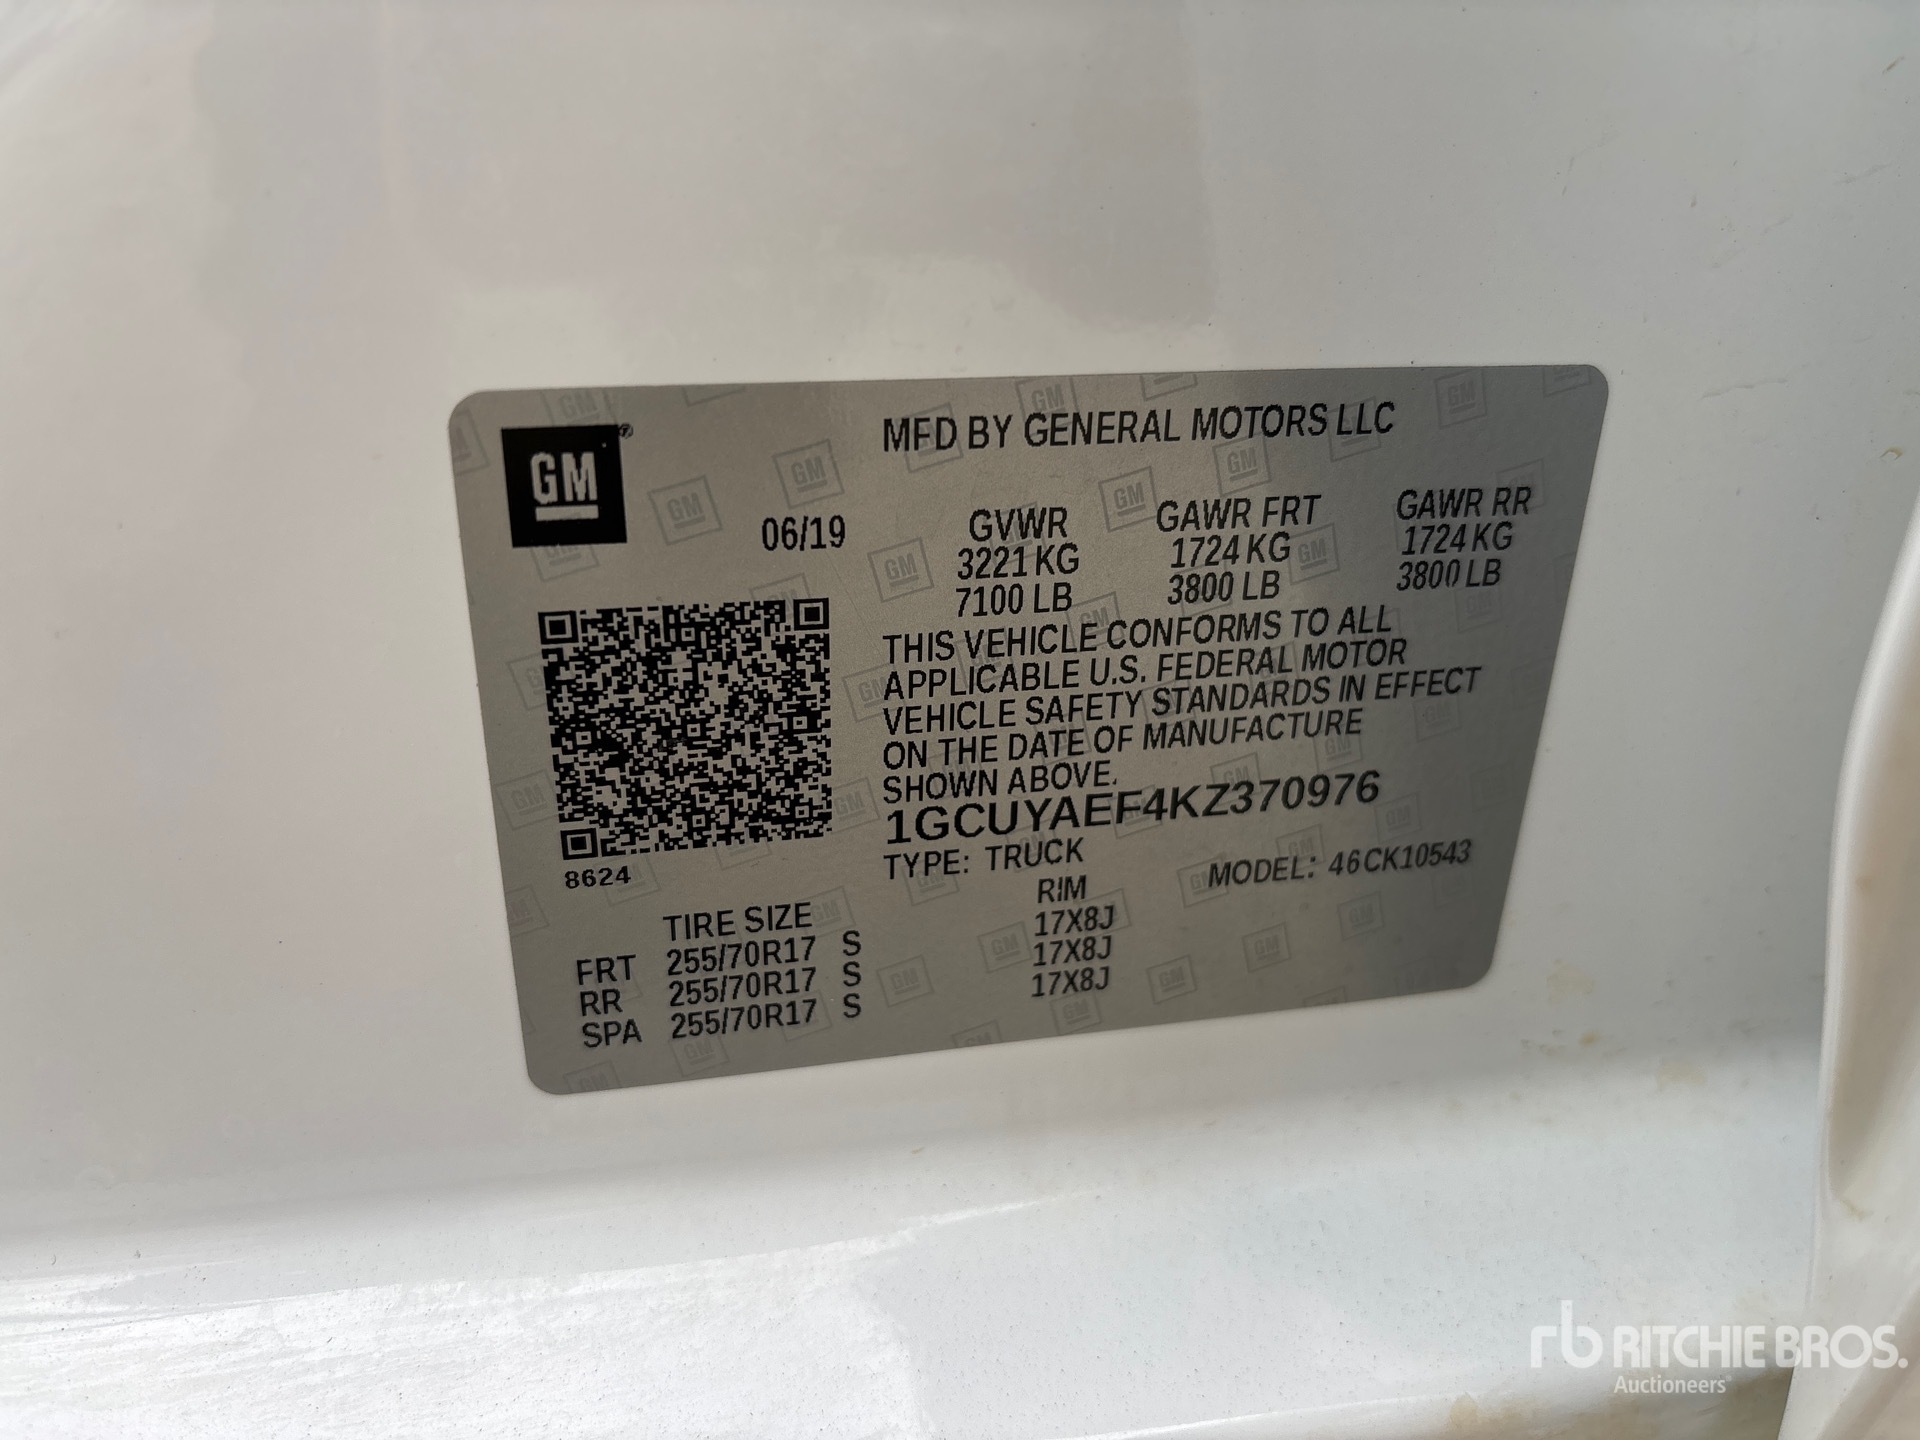 GM
MFD BY GENERAL MOTORS LLC
06/19
GVWR GAWR FRT GAWR RR
3221 KG 1724 KG 1724 KG
7100 LB 3800 LB 3800 LB
THIS VEHICLE CONFORMS TO ALL
APPLICABLE U.S. FEDERAL MOTOR
VEHICLE SAFETY STANDARDS IN EFFECT
ON THE DATE OF MANUFACTURE
SHOWN ABOVE.
1GCUYAEF4KZ370976
TYPE: TRUCK MODEL: 46CK10543
8624
TIRE SIZE RIM
FRT 255/70R17 S 17X8J
RR 255/70R17 S 17X8J
SPA 255/70R17 S 17X8J
rb RITCHIE BROS.
Auctioneers